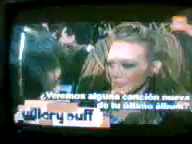 ¿Veremos alguna canción nueva
de tu último álbum?
hilary duff